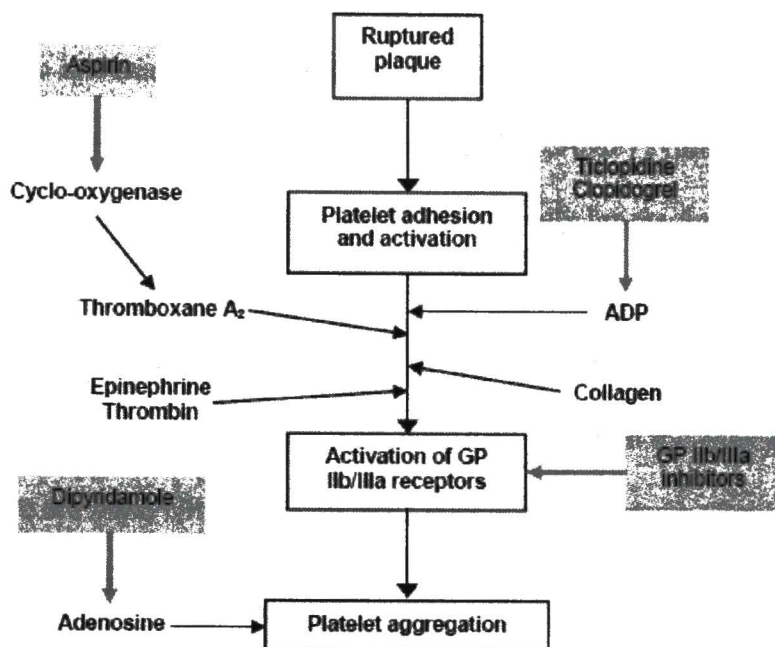 Ruptured
plaque
Aspirin
Cyclo-oxygenase
Ticlopidine
Clopidogrel
Platelet adhesion
and activation
Thromboxane A₂
ADP
Epinephrine
Thrombin
Collagen
Activation of GP
IIb/IIIa receptors
GP IIb/IIIa
inhibitors
Dipyridamole
Adenosine
Platelet aggregation